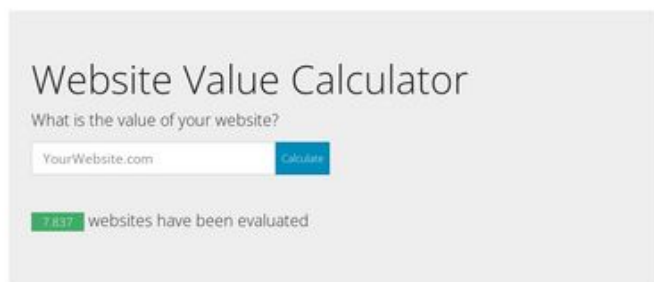 Website Value Calculator
What is the value of your website?
YourWebsite.com
Calculate
7.837 websites have been evaluated